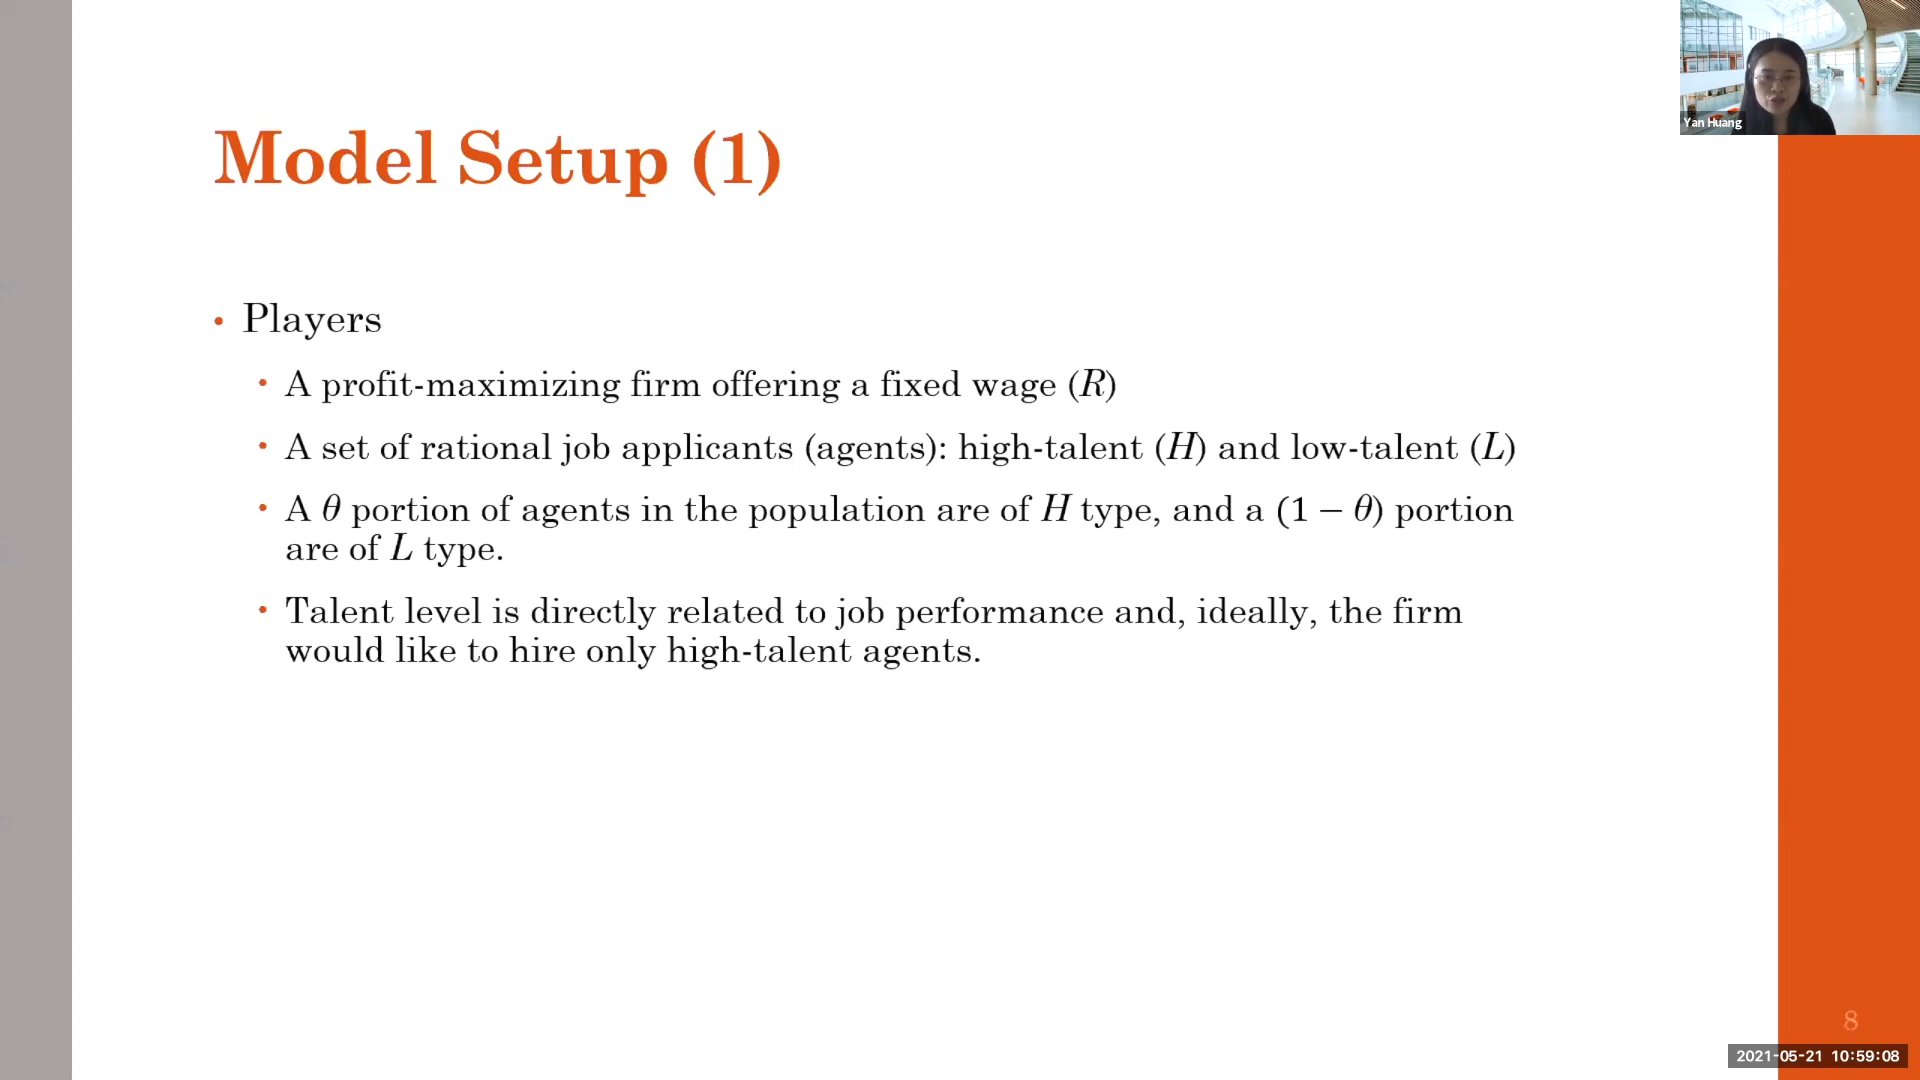 Yan Huang
Model Setup (1)
• Players
• A profit-maximizing firm offering a fixed wage (R)
• A set of rational job applicants (agents): high-talent (H) and low-talent (L)
• A θ portion of agents in the population are of H type, and a (1 − θ) portion
are of L type.
• Talent level is directly related to job performance and, ideally, the firm
would like to hire only high-talent agents.
8
2021-05-21 10:59:08